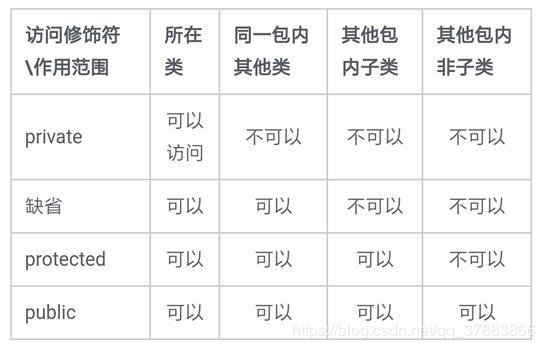 访问修饰符 所在 同一包内 其他包 其他包内
\作用范围 类 其他类 内子类 非子类
private 可以访问 不可以 不可以 不可以
缺省 可以 可以 不可以 不可以
protected 可以 可以 可以 不可以
public 可以 可以 可以 可以
https://blog.csdn.net/qq_37883866